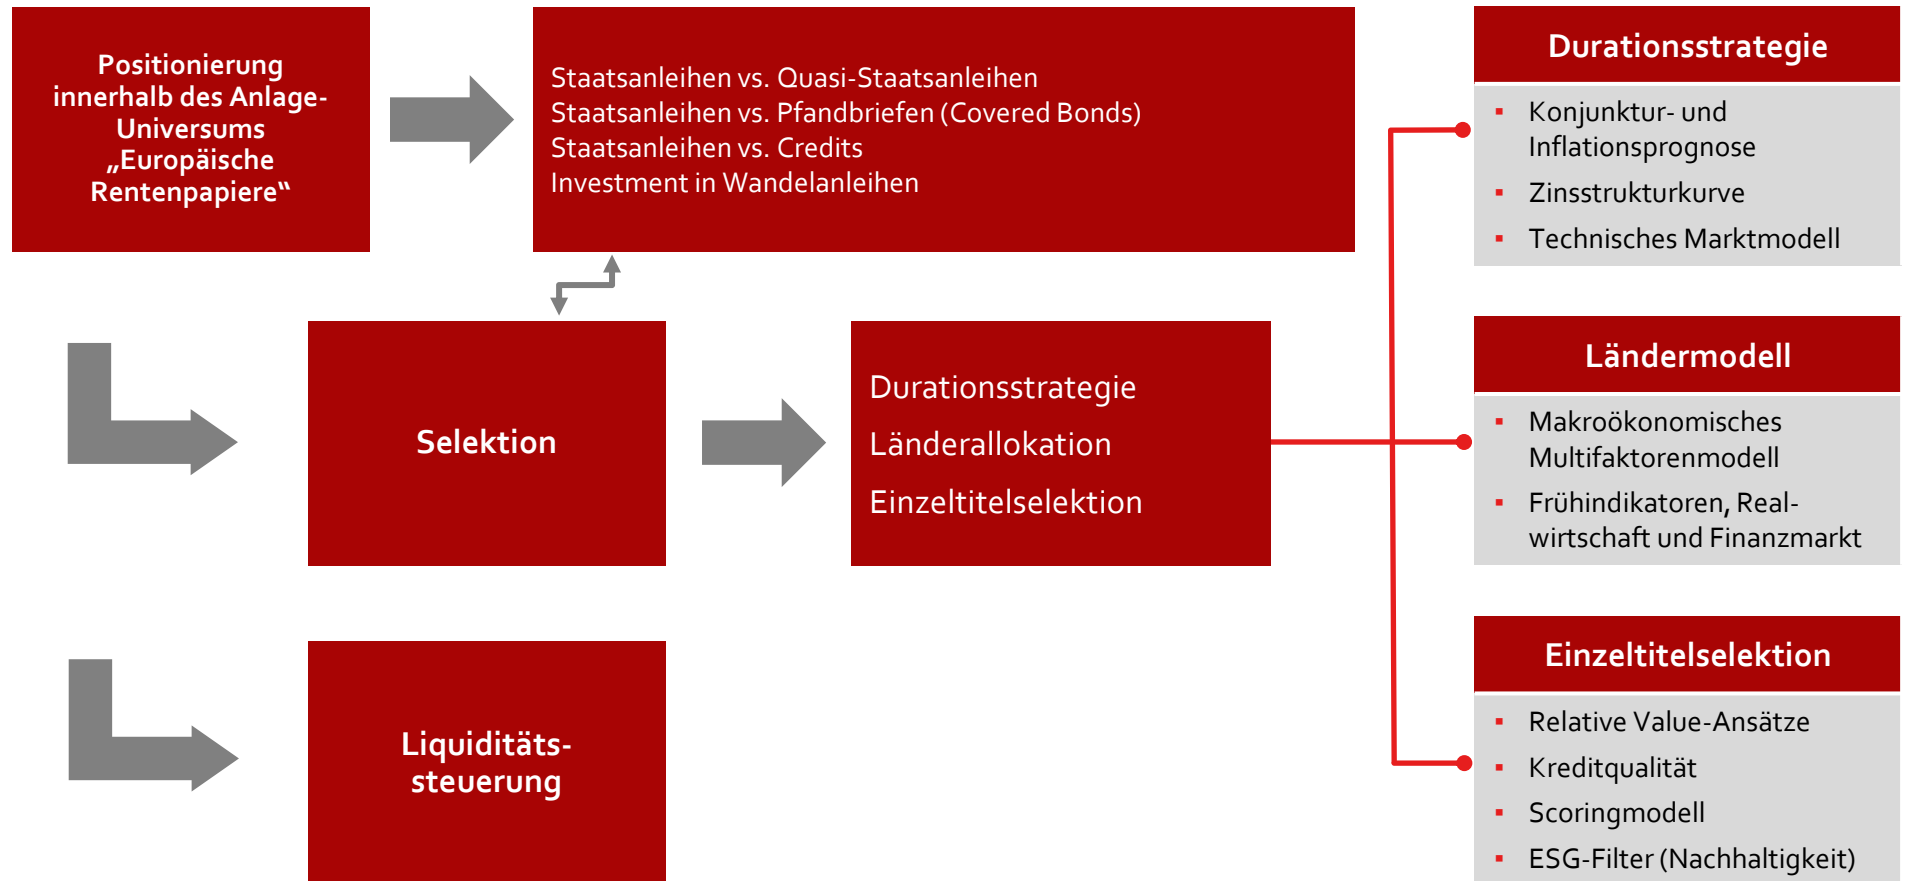 Positionierung
innerhalb des Anlage-
Universums
„Europäische
Rentenpapiere“
Staatsanleihen vs. Quasi-Staatsanleihen
Staatsanleihen vs. Pfandbriefen (Covered Bonds)
Staatsanleihen vs. Credits
Investment in Wandelanleihen
Selektion
Durationsstrategie
Länderallokation
Einzeltitelselektion
Liquiditäts-
steuerung
Durationsstrategie
▪ Konjunktur- und
Inflationsprognose
▪ Zinsstrukturkurve
▪ Technisches Marktmodell
Ländermodell
▪ Makroökonomisches
Multifaktorenmodell
▪ Frühindikatoren, Real-
wirtschaft und Finanzmarkt
Einzeltitelselektion
▪ Relative Value-Ansätze
▪ Kreditqualität
▪ Scoringmodell
▪ ESG-Filter (Nachhaltigkeit)